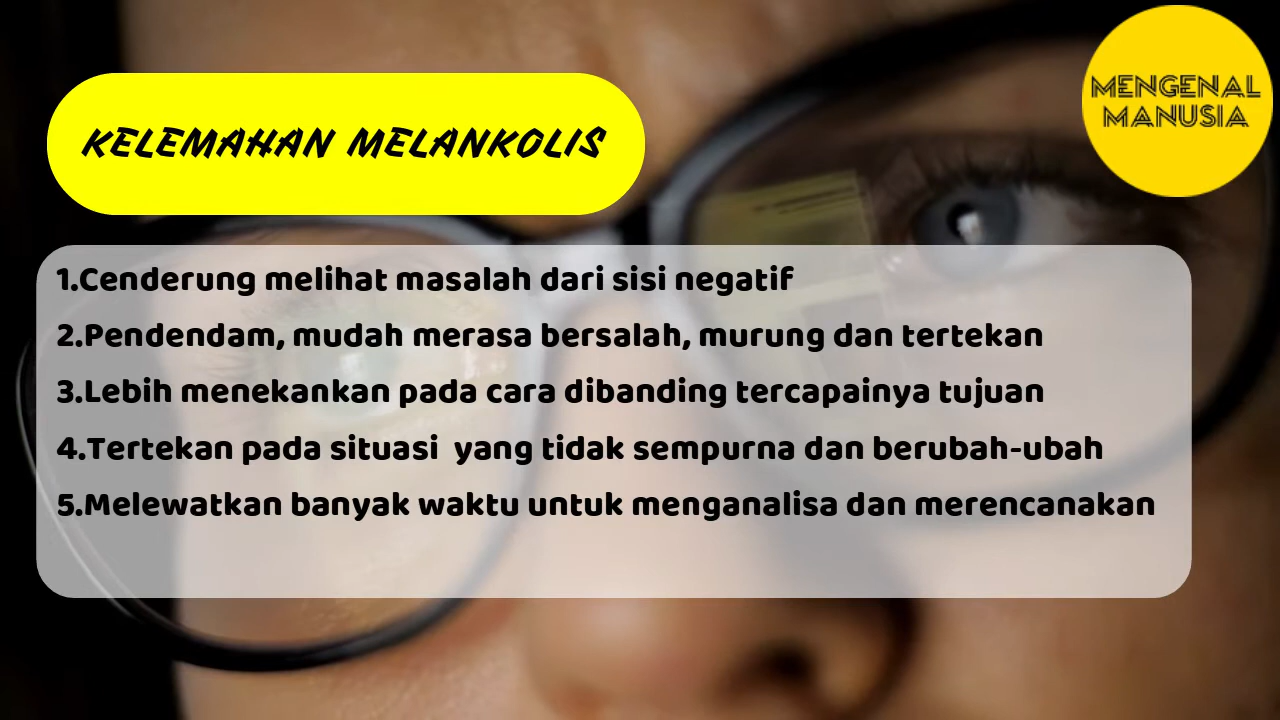 KELEMAHAN MELANKOLIS
MENGENAL
MANUSIA
1.Cenderung melihat masalah dari sisi negatif
2.Pendendam, mudah merasa bersalah, murung dan tertekan
3.Lebih menekankan pada cara dibanding tercapainya tujuan
4.Tertekan pada situasi  yang tidak sempurna dan berubah-ubah
5.Melewatkan banyak waktu untuk menganalisa dan merencanakan